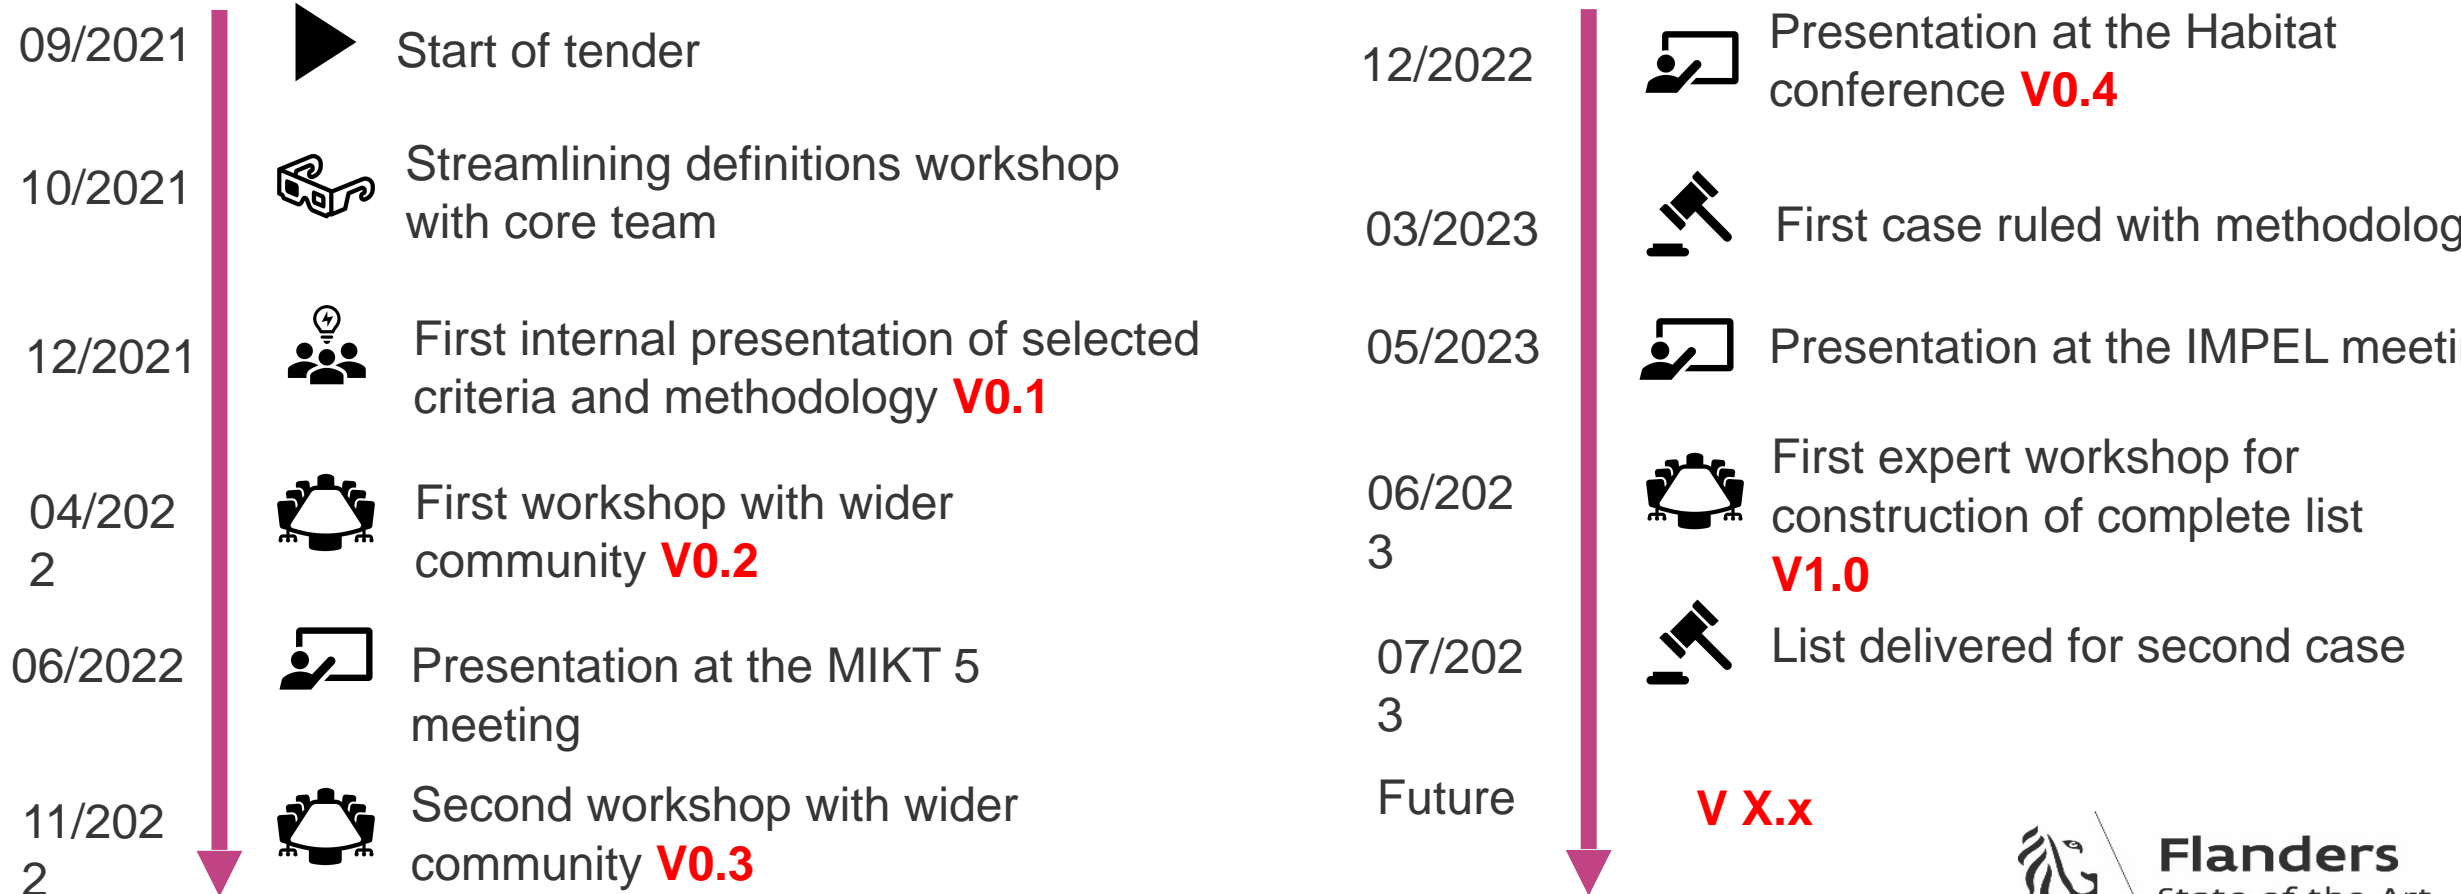 09/2021
Start of tender
10/2021
Streamlining definitions workshop
with core team
12/2021
First internal presentation of selected
criteria and methodology V0.1
04/202
2
First workshop with wider
community V0.2
06/2022
Presentation at the MIKT 5
meeting
11/202
2
Second workshop with wider
community V0.3
12/2022
Presentation at the Habitat
conference V0.4
03/2023
First case ruled with methodolog
05/2023
Presentation at the IMPEL meeti
06/202
3
First expert workshop for
construction of complete list
V1.0
07/202
3
List delivered for second case
Future
V X.x
Flanders
State of the Art